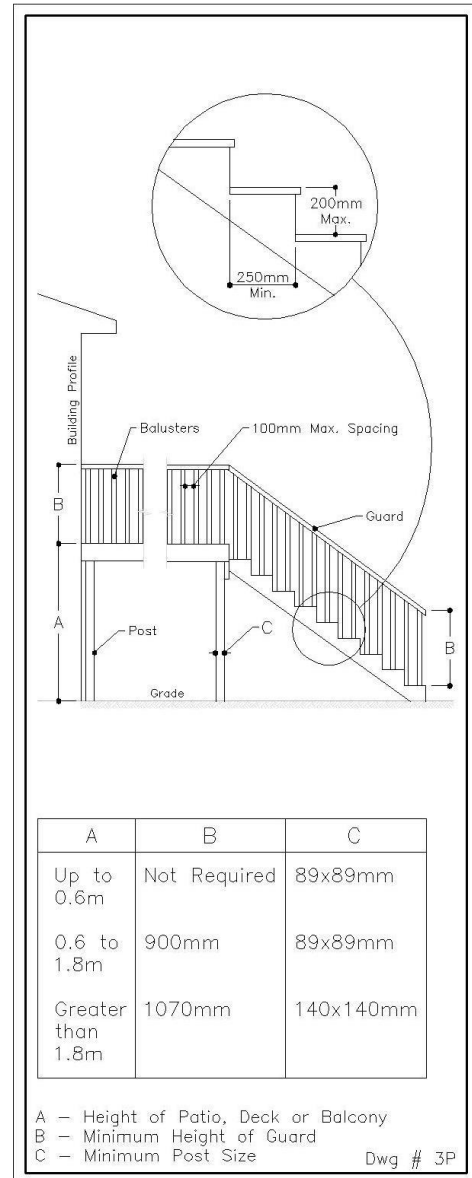 200mm
Max.
250mm
Min.
Building Profile
Balusters
100mm Max. Spacing
B
Guard
A
Post
C
B
Grade
A B C
Up to Not Required 89x89mm
0.6m
0.6 to 900mm 89x89mm
1.8m
Greater 1070mm 140x140mm
than
1.8m
A – Height of Patio, Deck or Balcony
B – Minimum Height of Guard
C – Minimum Post Size Dwg # 3P